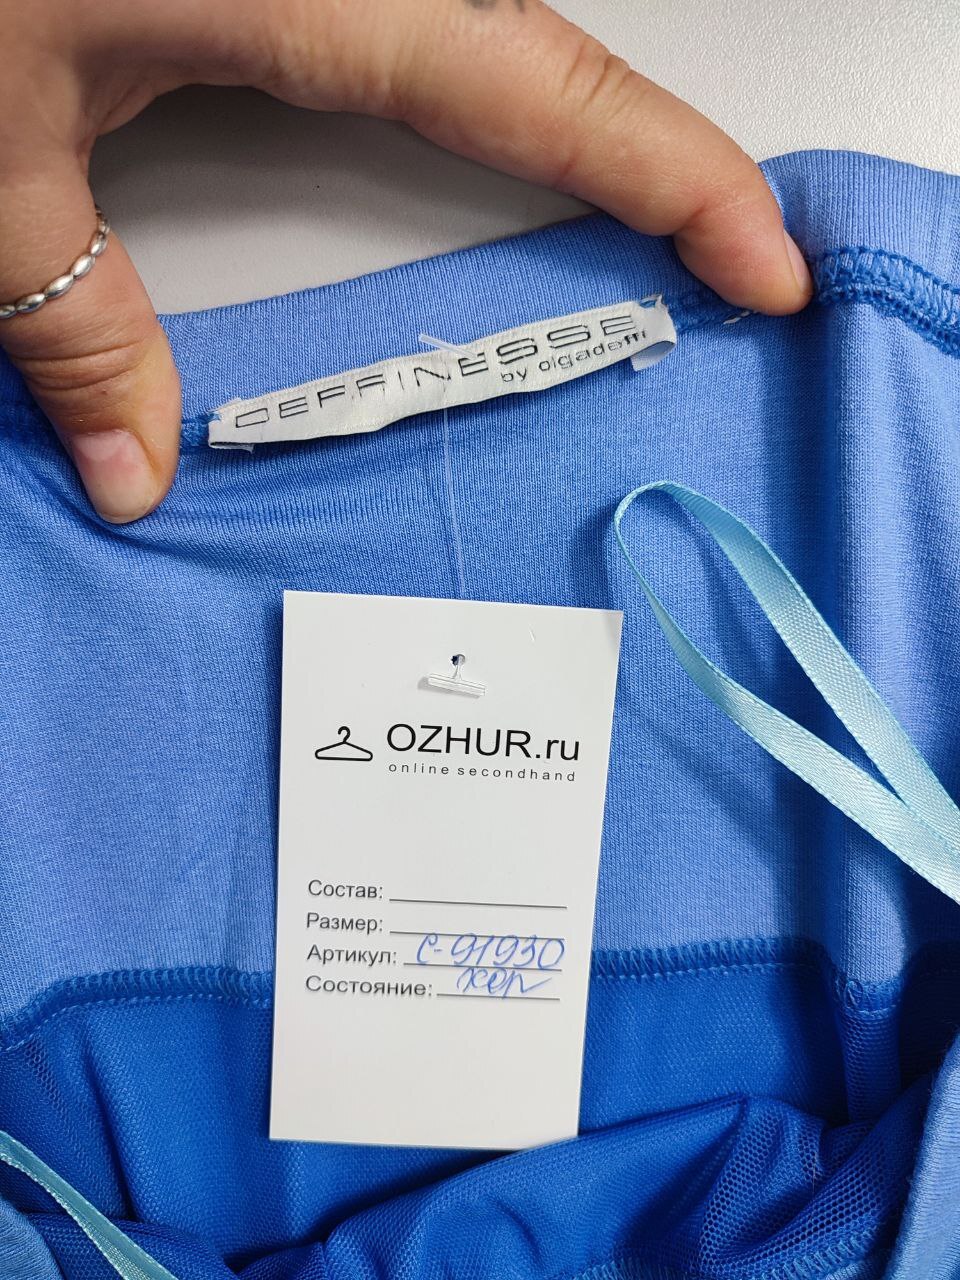 DEFFINESSE
by olgadeffi
OZHUR.ru
online secondhand
Состав:
Размер:
Артикул: С-91930
Состояние: хор